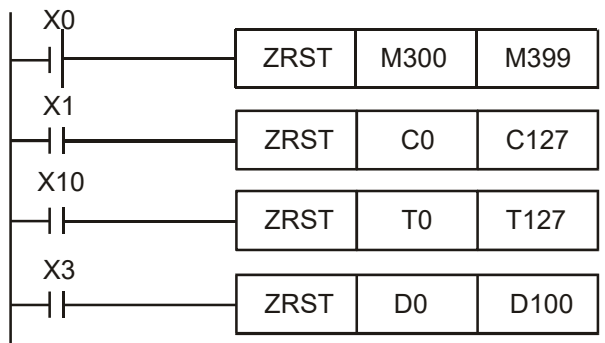 X0
ZRST M300 M399
X1
ZRST C0 C127
X10
ZRST T0 T127
X3
ZRST D0 D100